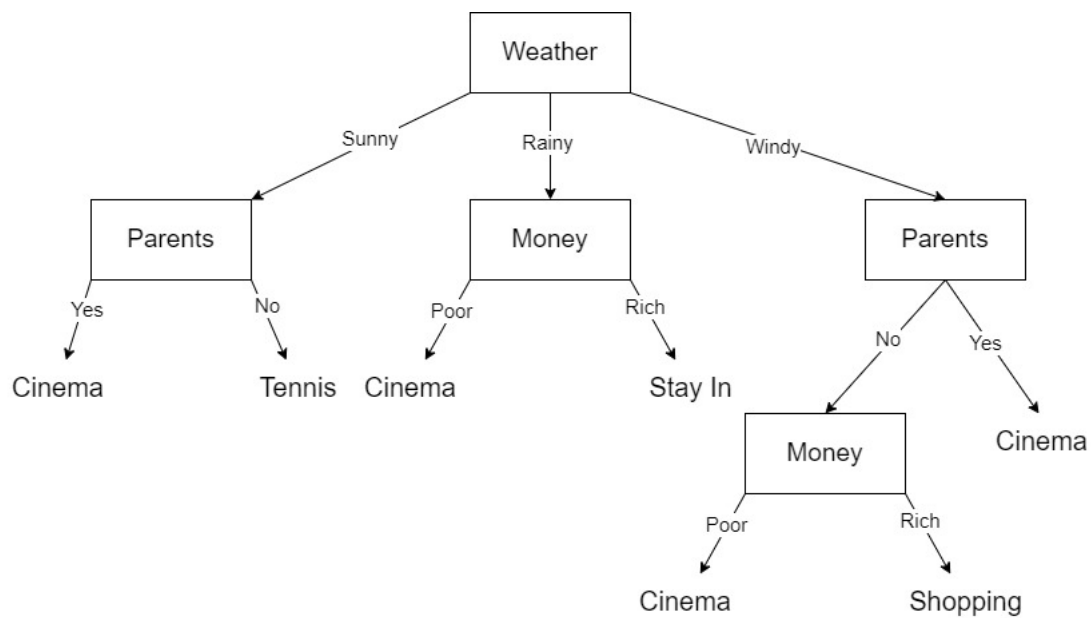 Weather
Sunny
Rainy
Windy
Parents
Money
Parents
Yes
No
Poor
Rich
No
Yes
Cinema
Tennis
Cinema
Stay In
Cinema
Money
Poor
Rich
Cinema
Shopping